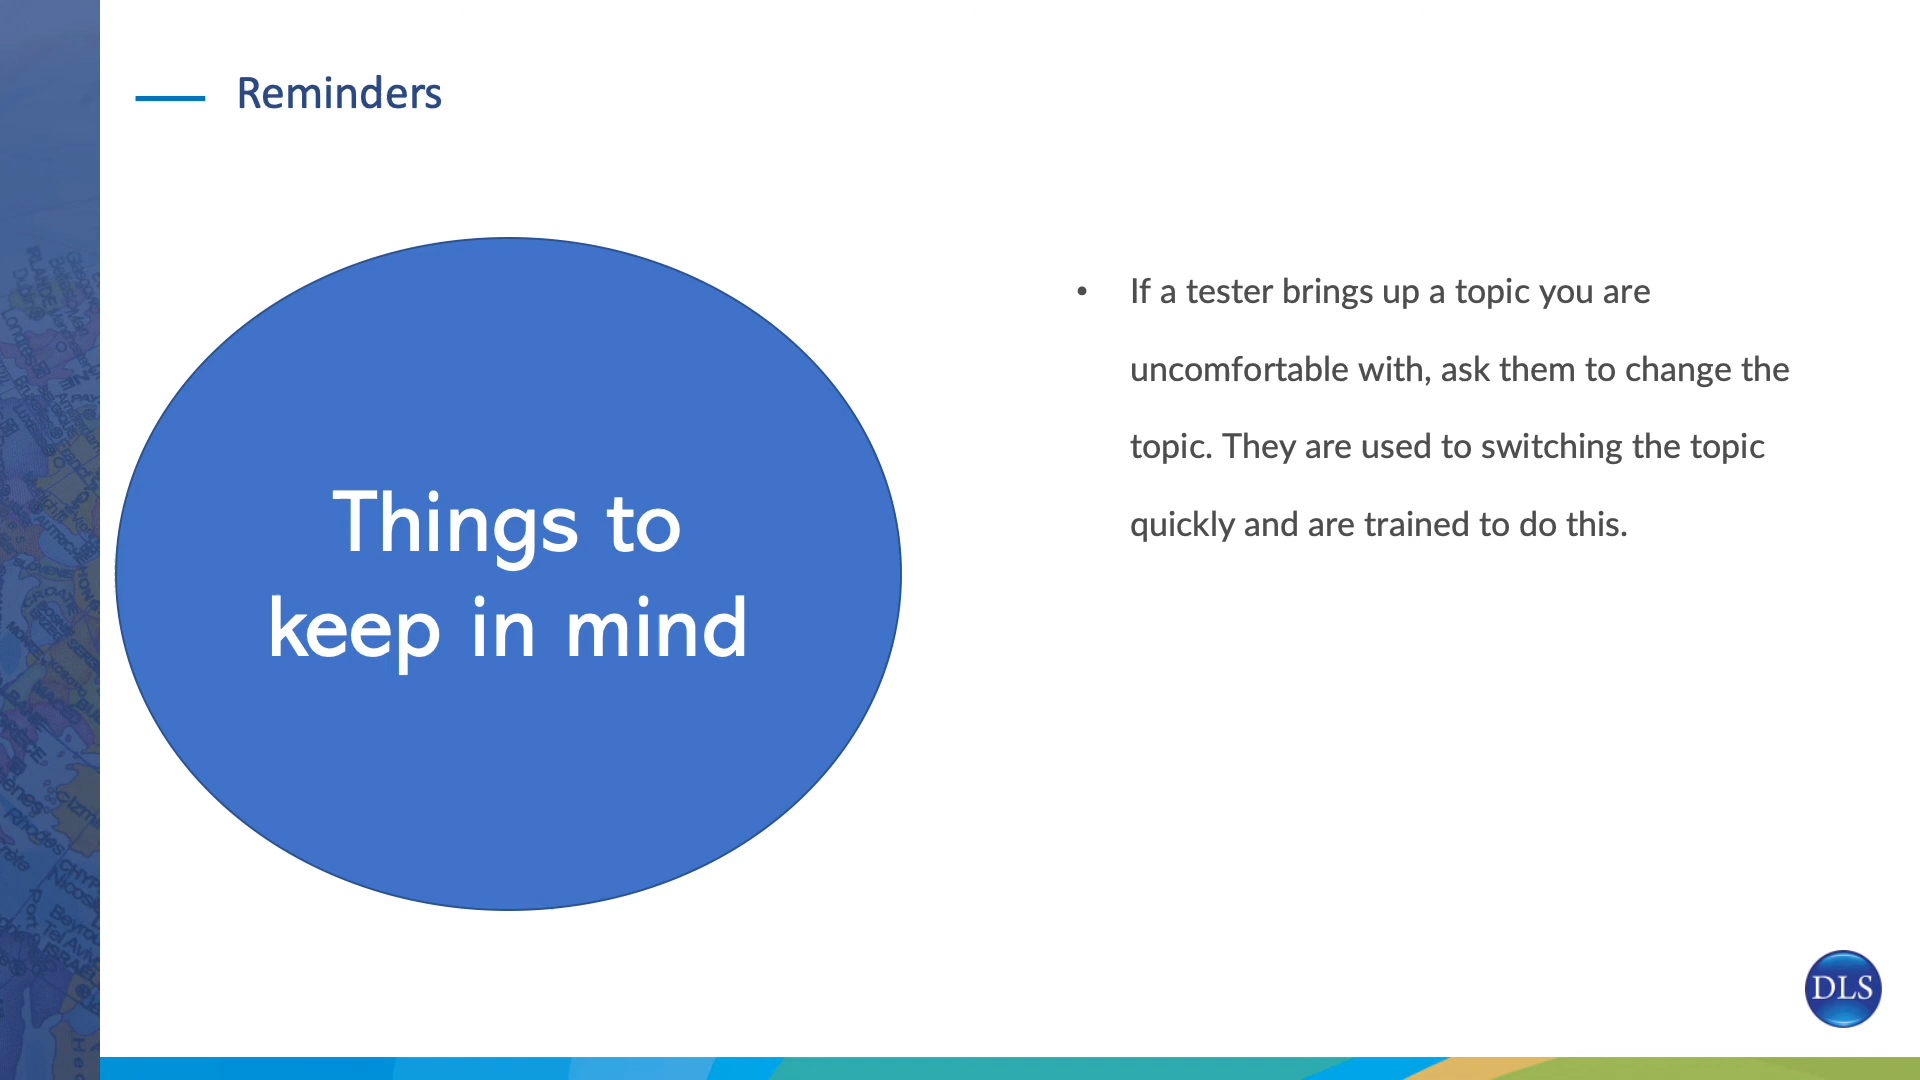 Reminders
Things to
keep in mind
• If a tester brings up a topic you are
uncomfortable with, ask them to change the
topic. They are used to switching the topic
quickly and are trained to do this.
DLS